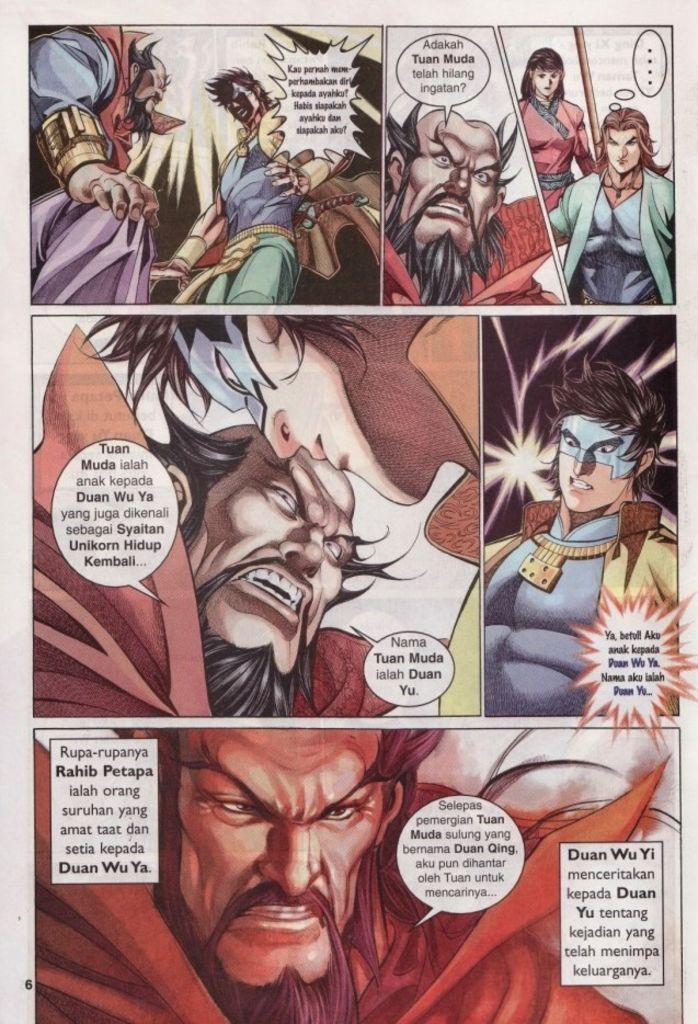 Kau pernah mem-
perhambakan diri
kepada ayahku?
Habis siapakah
ayahku dan
siapakah aku?
Adakah
Tuan Muda
telah hilang
ingatan?
....
Tuan
Muda ialah
anak kepada
Duan Wu Ya
yang juga dikenali
sebagai Syaitan
Unikorn Hidup
Kembali...
Nama
Tuan Muda
ialah Duan
Yu.
Ya, betul! Aku
anak kepada
Duan Wu Ya.
Nama aku ialah
Duan Yu...
Rupa-rupanya
Rahib Petapa
ialah orang
suruhan yang
amat taat dan
setia kepada
Duan Wu Ya.
Selepas
pemergian Tuan
Muda sulung yang
bernama Duan Qing,
aku pun dihantar
oleh Tuan untuk
mencarinya...
Duan Wu Yi
menceritakan
kepada Duan
Yu tentang
kejadian yang
telah menimpa
keluarganya.
6